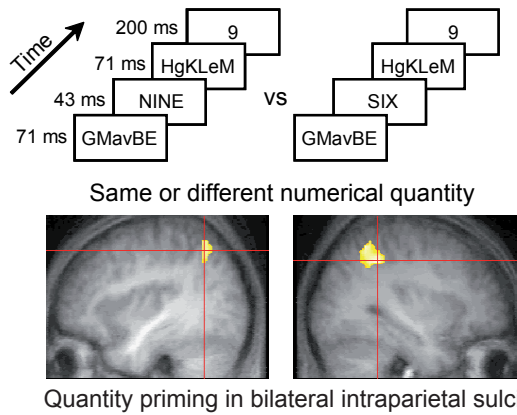 Time
200 ms 9 9
71 ms HgKLeM HgKLeM
43 ms NINE vs SIX
71 ms GMavBE GMavBE
Same or different numerical quantity
Quantity priming in bilateral intraparietal sulc